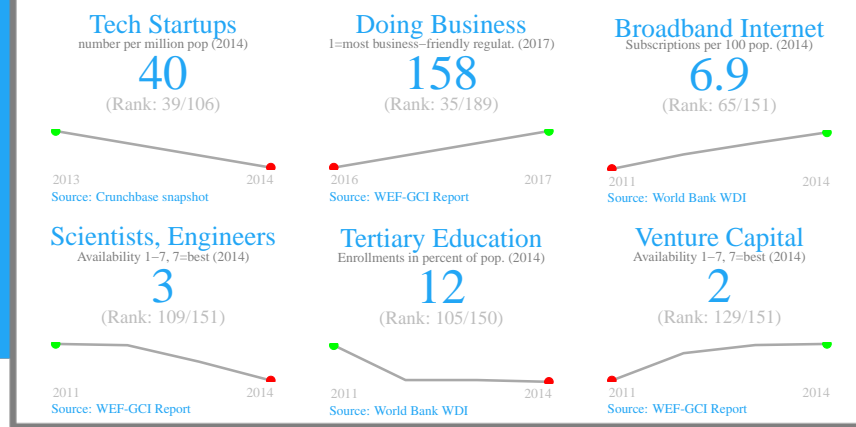 Tech Startups
number per million pop (2014)
40
(Rank: 39/106)
2013 2014
Source: Crunchbase snapshot
Doing Business
1=most business−friendly regulat. (2017)
158
(Rank: 35/189)
2016 2017
Source: WEF-GCI Report
Broadband Internet
Subscriptions per 100 pop. (2014)
6.9
(Rank: 65/151)
2011 2014
Source: World Bank WDI
Scientists, Engineers
Availability 1−7, 7=best (2014)
3
(Rank: 109/151)
2011 2014
Source: WEF-GCI Report
Tertiary Education
Enrollments in percent of pop. (2014)
12
(Rank: 105/150)
2011 2014
Source: World Bank WDI
Venture Capital
Availability 1−7, 7=best (2014)
2
(Rank: 129/151)
2011 2014
Source: WEF-GCI Report